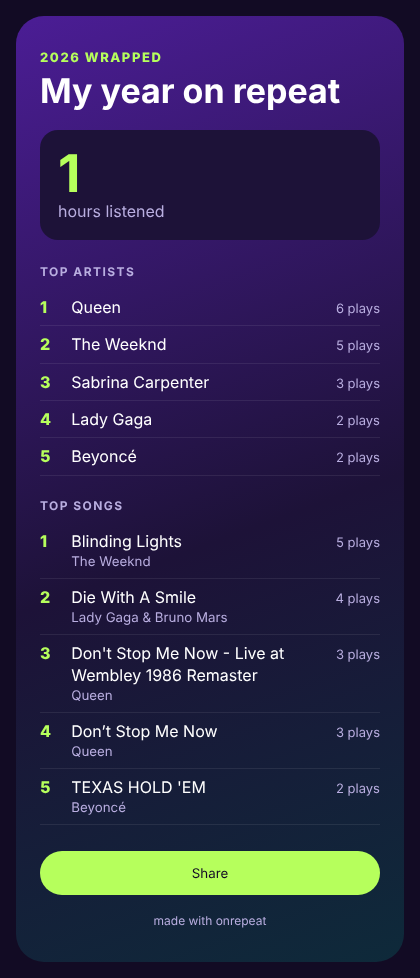 2026 WRAPPED
My year on repeat
1
hours listened
TOP ARTISTS
1 Queen 6 plays
2 The Weeknd 5 plays
3 Sabrina Carpenter 3 plays
4 Lady Gaga 2 plays
5 Beyoncé 2 plays
TOP SONGS
1 Blinding Lights 5 plays
The Weeknd
2 Die With A Smile 4 plays
Lady Gaga & Bruno Mars
3 Don't Stop Me Now - Live at 3 plays
Wembley 1986 Remaster
Queen
4 Don’t Stop Me Now 3 plays
Queen
5 TEXAS HOLD 'EM 2 plays
Beyoncé
Share
made with onrepeat